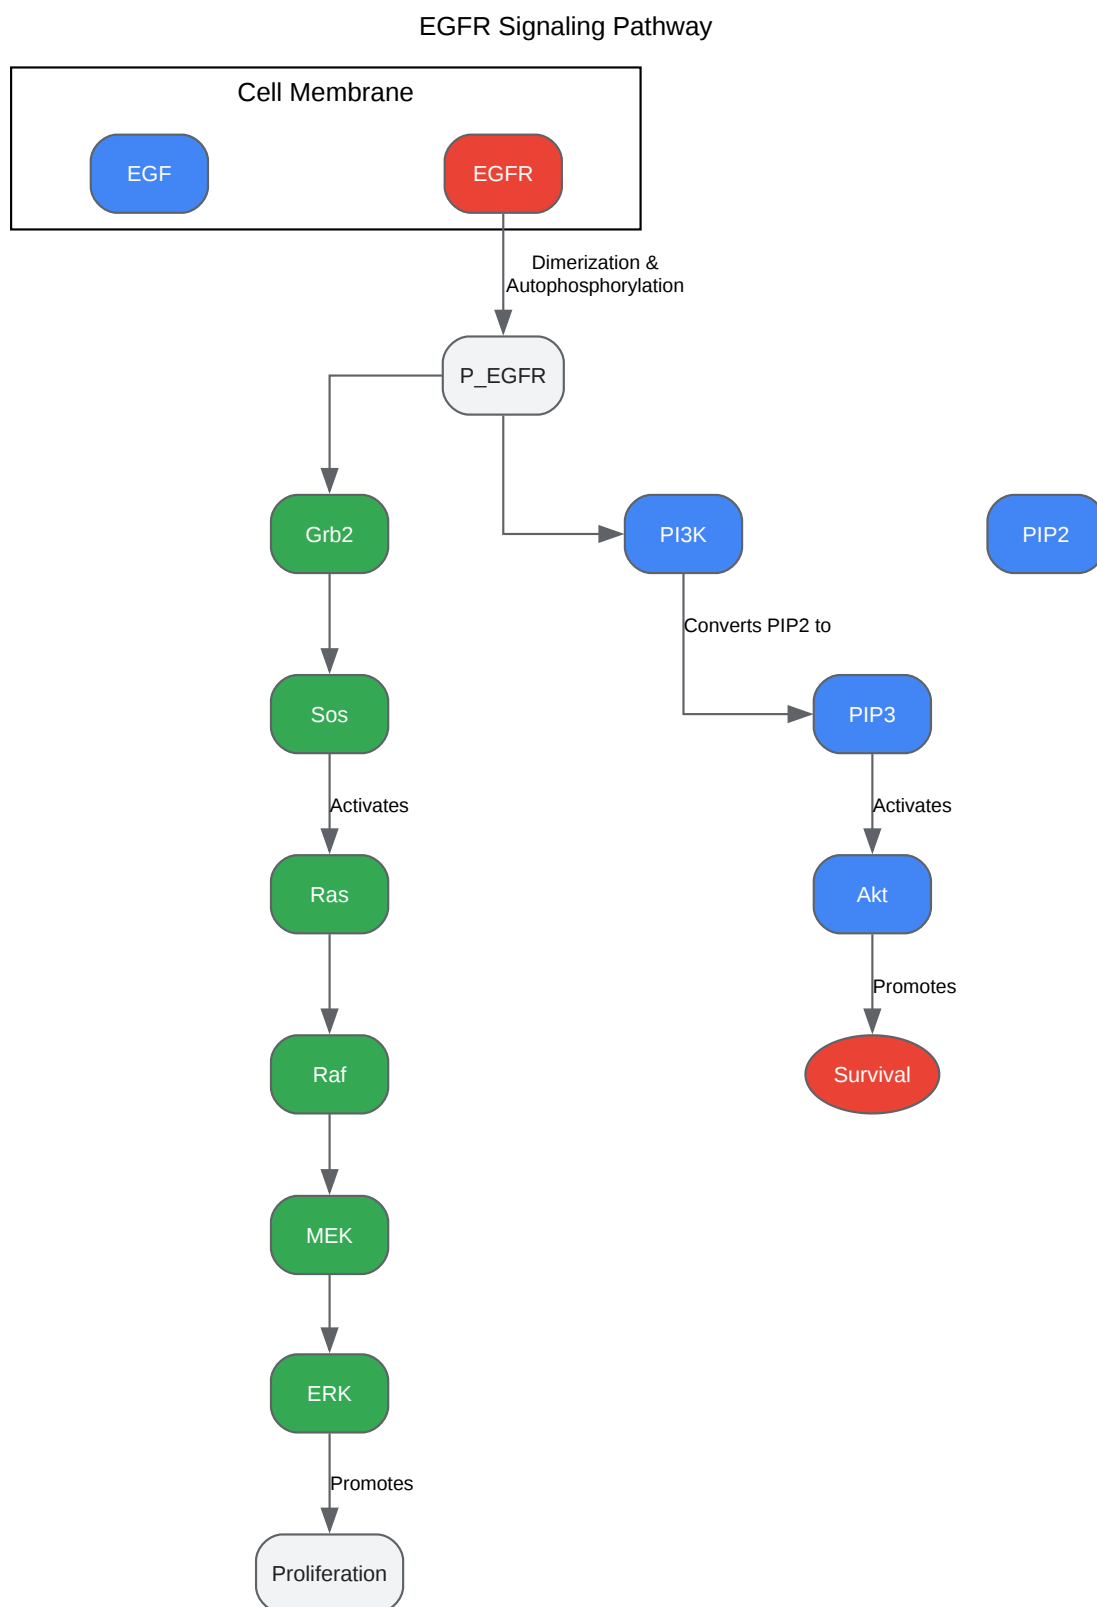 EGFR Signaling Pathway
Cell Membrane
EGF
EGFR
Dimerization &
Autophosphorylation
P_EGFR
Grb2
PI3K
PIP2
Converts PIP2 to
Sos
PIP3
Activates
Activates
Ras
Akt
Promotes
Raf
Survival
MEK
ERK
Promotes
Proliferation